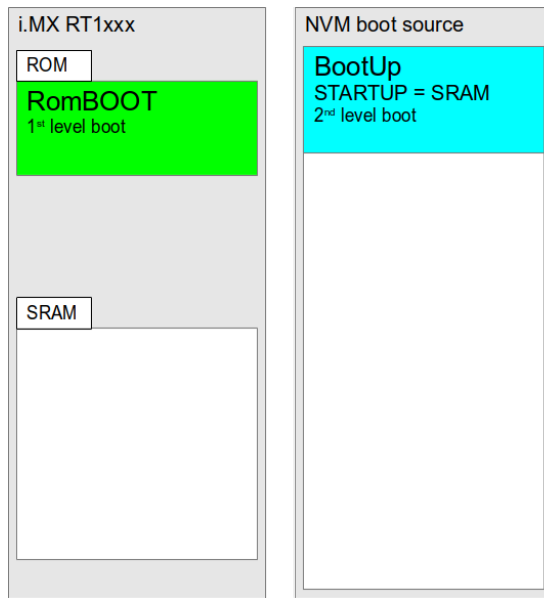 i.MX RT1xxx
ROM
RomBOOT
1st level boot
SRAM
NVM boot source
BootUp
STARTUP = SRAM
2nd level boot